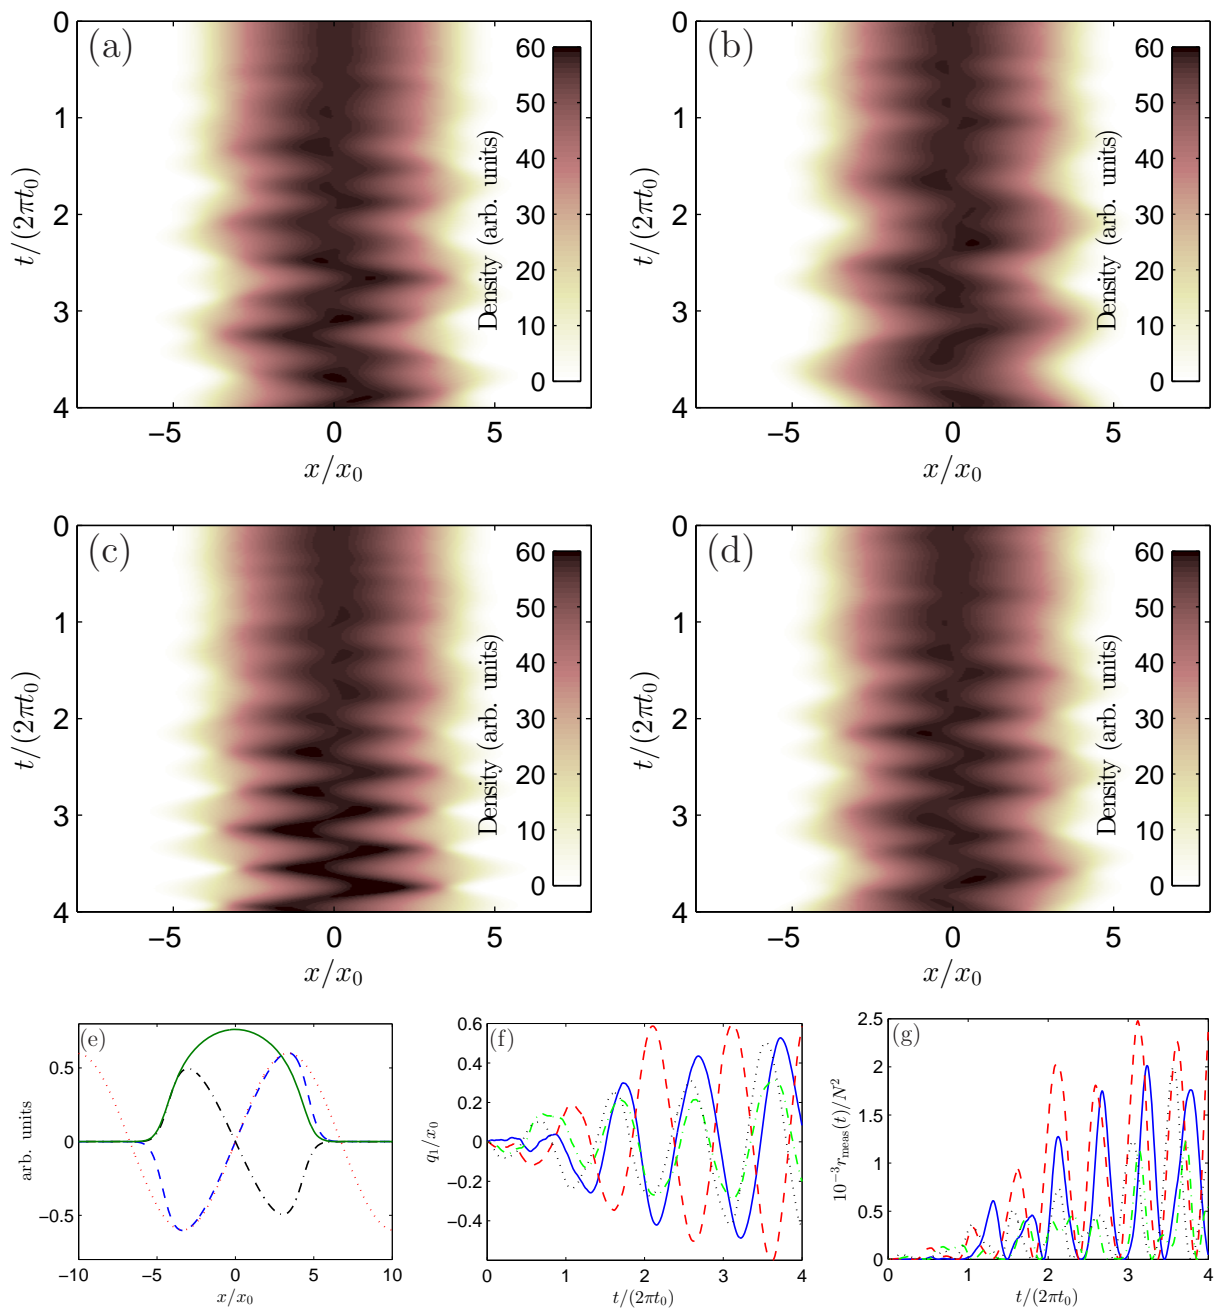 (a)
0
1
2
3
4
t/(2πt₀)
−5 0 5
x/x₀
Density (arb. units)
60
50
40
30
20
10
0
(b)
0
1
2
3
4
t/(2πt₀)
−5 0 5
x/x₀
Density (arb. units)
60
50
40
30
20
10
0
(c)
0
1
2
3
4
t/(2πt₀)
−5 0 5
x/x₀
Density (arb. units)
60
50
40
30
20
10
0
(d)
0
1
2
3
4
t/(2πt₀)
−5 0 5
x/x₀
Density (arb. units)
60
50
40
30
20
10
0
(e)
0.5
0
−0.5
arb. units
−10 −5 0 5 10
x/x₀
(f)
0.6
0.4
0.2
0
−0.2
−0.4
q₁/x₀
0 1 2 3 4
t/(2πt₀)
(g)
2.5
2
1.5
1
0.5
0
10⁻³r_meas(t)/N²
0 1 2 3 4
t/(2πt₀)